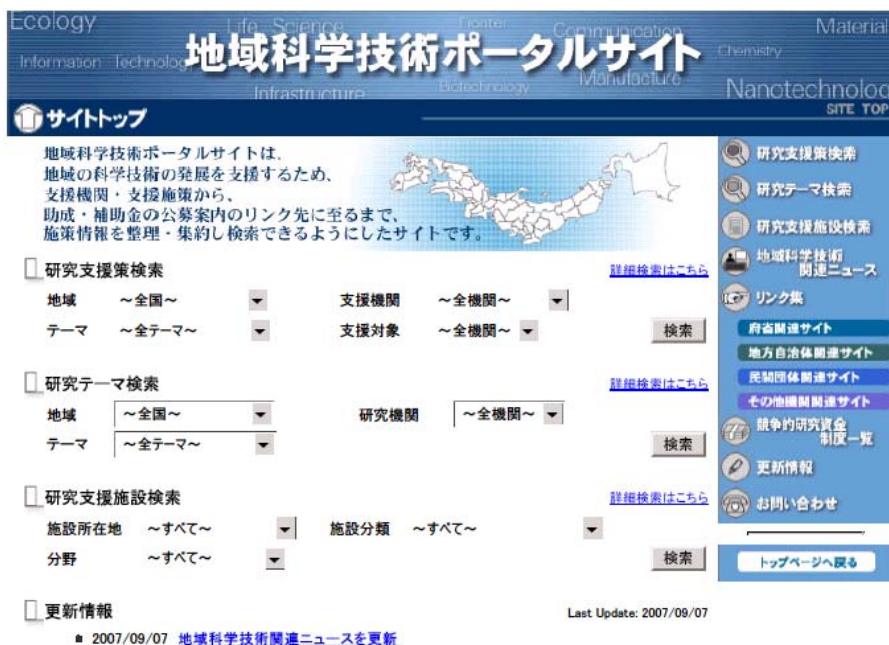 Ecology Life Science Frontier Communication Material
Information Technolo 地域科学技術ポータルサイト Chemistry
Infrastructure Biotechnology Manufacture Nanotechnolog
サイトトップ SITE TOP
地域科学技術ポータルサイトは、
地域の科学技術の発展を支援するため、
支援機関・支援施策から、
助成・補助金の公募案内のリンク先に至るまで、
施策情報を整理・集約し検索できるようにしたサイトです。
研究支援策検索 詳細検索はこちら
地域 ～全国～ 支援機関 ～全機関～
テーマ ～全テーマ～ 支援対象 ～全機関～ 検索
研究テーマ検索 詳細検索はこちら
地域 ～全国～ 研究機関 ～全機関～
テーマ ～全テーマ～ 検索
研究支援施設検索 詳細検索はこちら
施設所在地 ～すべて～ 施設分類 ～すべて～
分野 ～すべて～ 検索
更新情報 Last Update: 2007/09/07
2007/09/07 地域科学技術関連ニュースを更新
研究支援策検索
研究テーマ検索
研究支援施設検索
地域科学技術
関連ニュース
リンク集
府省関連サイト
地方自治体関連サイト
民間団体関連サイト
その他機関関連サイト
競争的研究資金
制度一覧
更新情報
お問い合わせ
トップページへ戻る